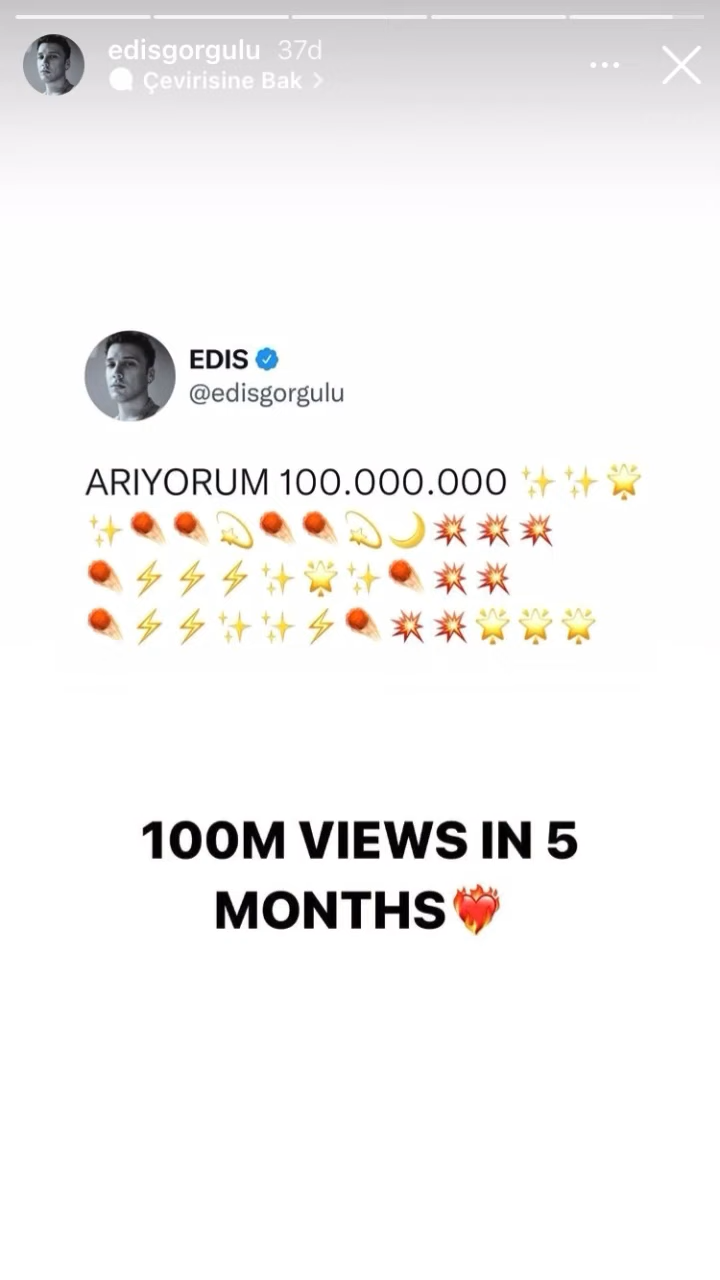 edisgorgulu 37d
Çevirisine Bak >
EDIS
@edisgorgulu
ARIYORUM 100.000.000 ✨✨🌟
✨☄️☄️💫☄️☄️💫🌙💥💥💥
☄️⚡⚡⚡✨🌟✨☄️💥💥
☄️⚡⚡✨✨⚡☄️💥💥🌟🌟🌟
100M VIEWS IN 5
MONTHS❤️‍🔥